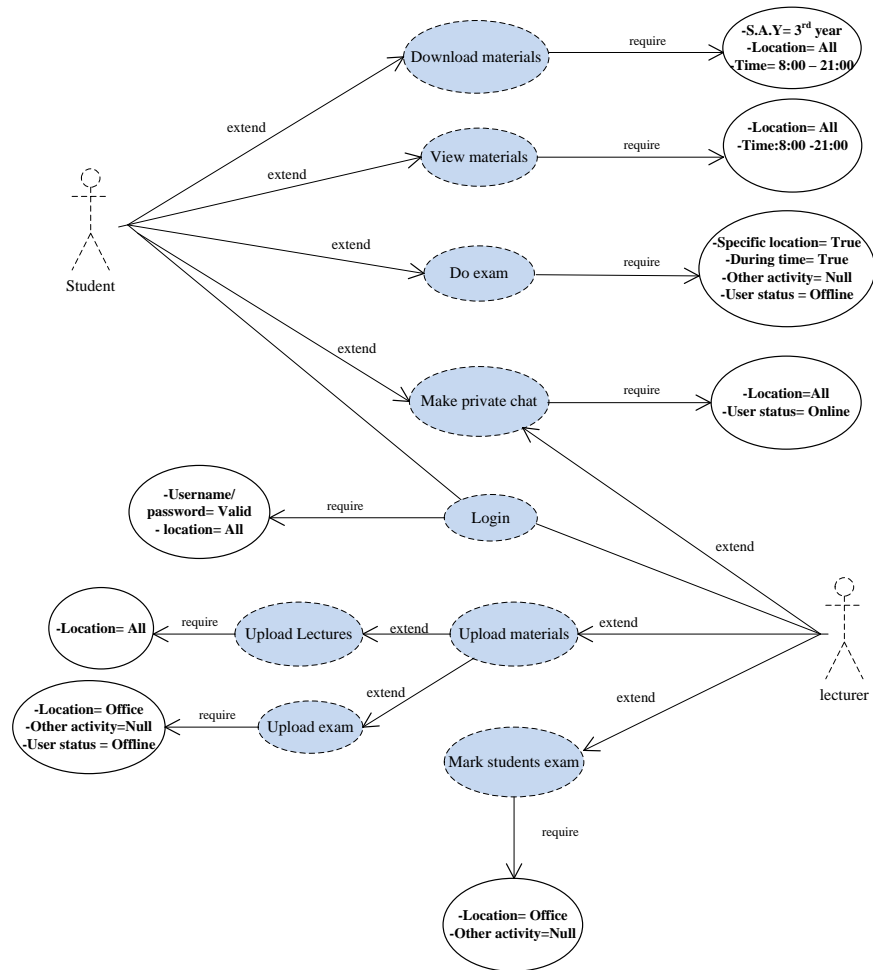 -S.A.Y= 3rd year
-Location= All
-Time= 8:00 – 21:00
require
Download materials
extend
-Location= All
-Time:8:00 -21:00
require
View materials
extend
Student
-Specific location= True
-During time= True
-Other activity= Null
-User status = Offline
require
Do exam
extend
extend
Make private chat
require
-Location=All
-User status= Online
-Username/
password= Valid
- location= All
require
Login
extend
-Location= All
require
Upload Lectures
extend
Upload materials
extend
lecturer
-Location= Office
-Other activity=Null
-User status = Offline
require
Upload exam
extend
extend
Mark students exam
require
-Location= Office
-Other activity=Null